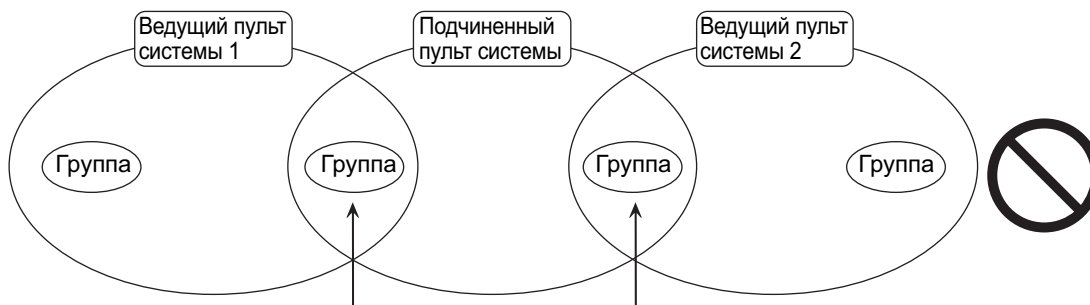 Ведущий пульт
системы 1
Подчиненный
пульт системы
Ведущий пульт
системы 2
Группа
Группа
Группа
Группа